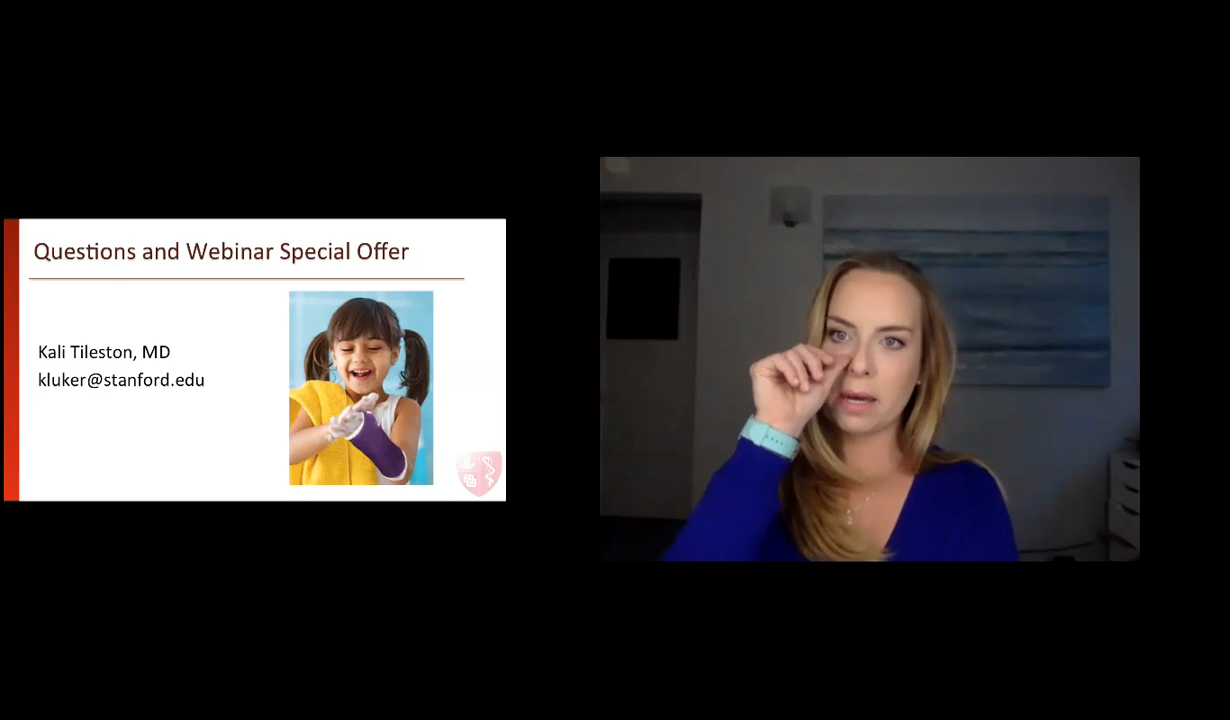 Questions and Webinar Special Offer
Kali Tileston, MD
kluker@stanford.edu